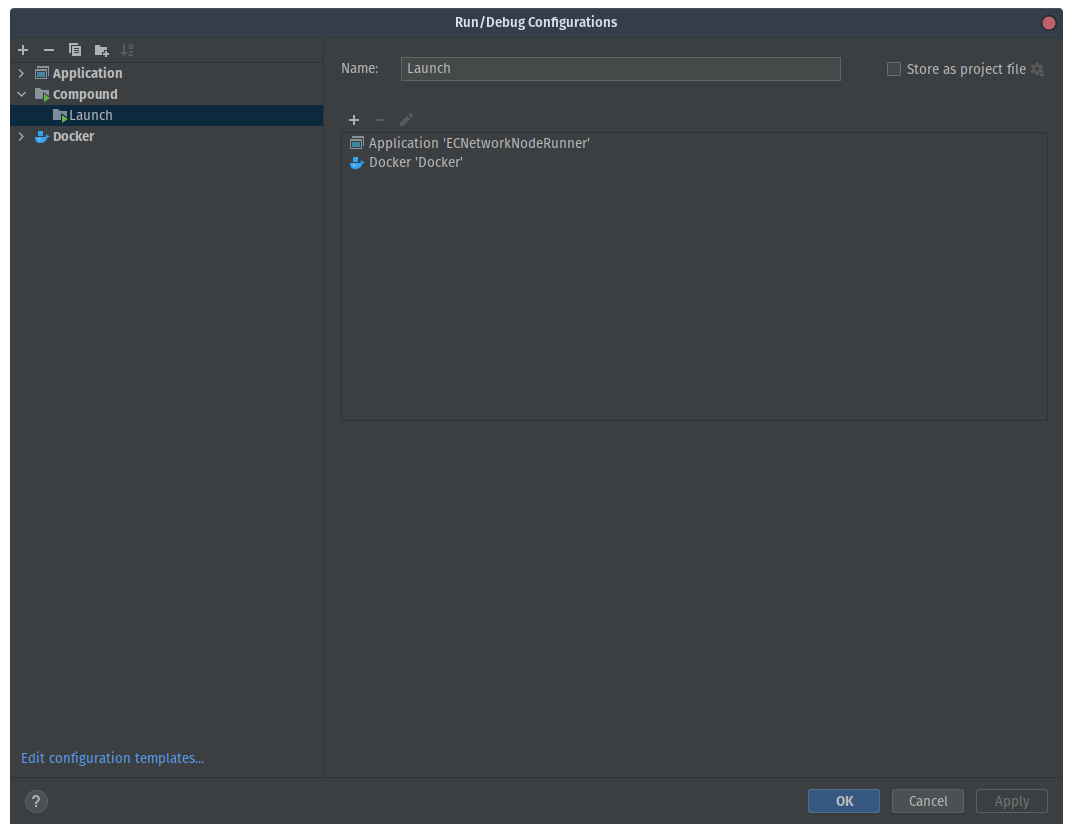 Run/Debug Configurations
Application
Compound
Launch
Docker
Name:
Launch
Store as project file
Application 'ECNetworkNodeRunner'
Docker 'Docker'
Edit configuration templates...
?
OK
Cancel
Apply